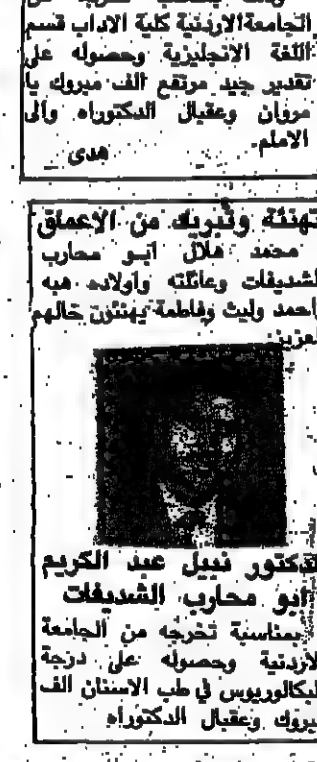 الجامعة الاردنية كلية الاداب قسم
اللغة الانجليزية وحصوله على
تقدير جيد مرتفع الف مبروك يا
مروان وعقبال الدكتوراه والى
الامام.
هدى
تهنئة وتبريك من الاعماق
محمد هلال ابو محارب
الشديفات وعائلته واولاده هبه
احمد وليث وفاطمة يهنئون خالهم
العزيز
الدكتور نبيل عبد الكريم
ابو محارب الشديفات
بمناسبة تخرجه من الجامعة
الاردنية وحصوله على درجة
البكالوريوس في طب الاسنان الف
مبروك وعقبال الدكتوراه